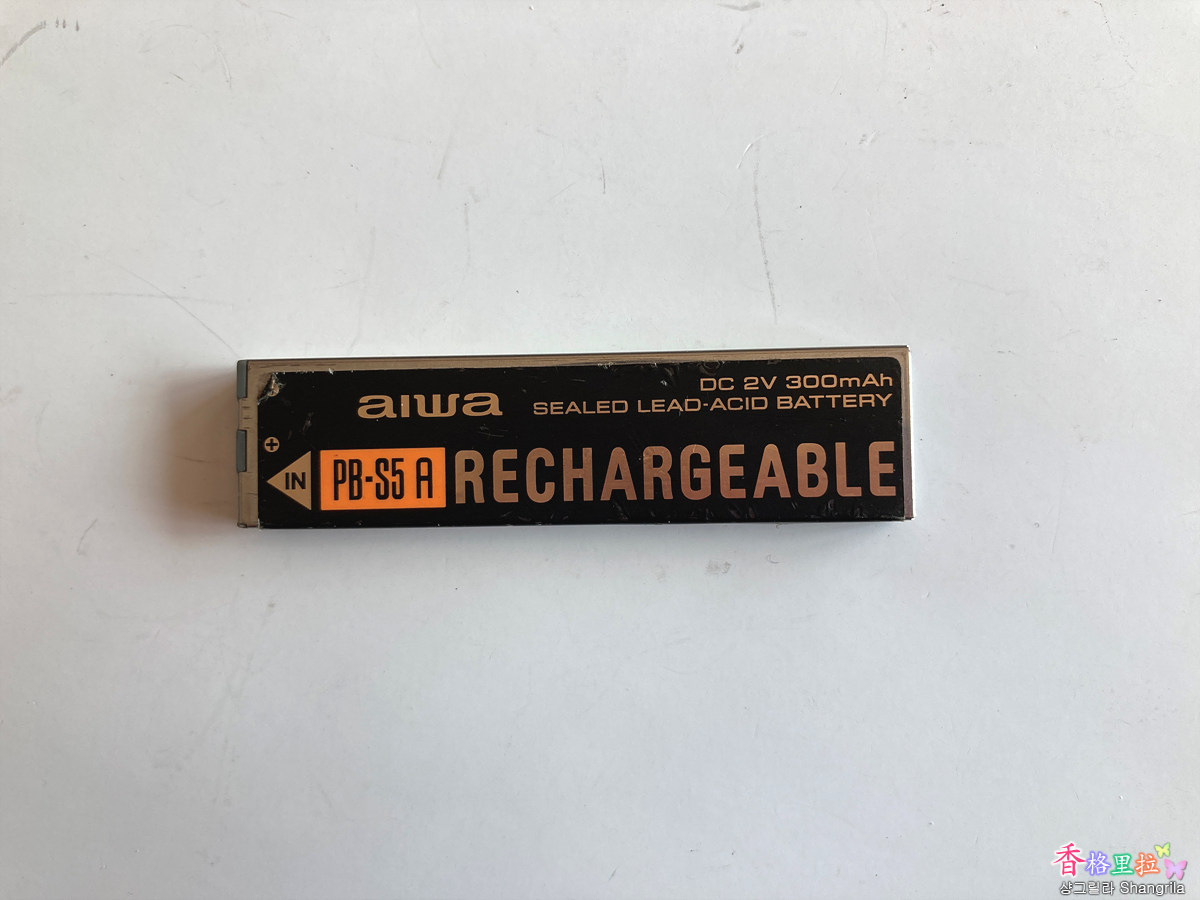 aiwa
DC 2V 300mAh
SEALED LEAD-ACID BATTERY
IN
PB-S5 A
RECHARGEABLE
香格里拉
샹그릴라 Shangrila